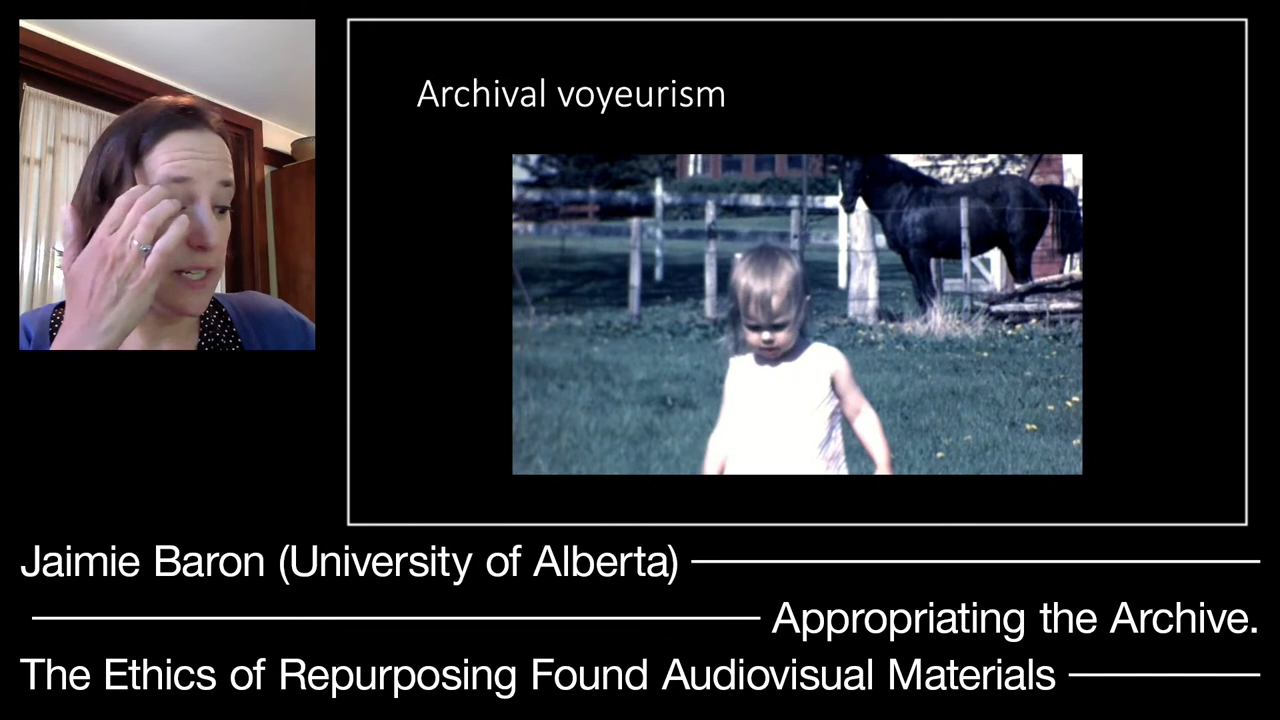 Archival voyeurism
Jaimie Baron (University of Alberta)
Appropriating the Archive.
The Ethics of Repurposing Found Audiovisual Materials